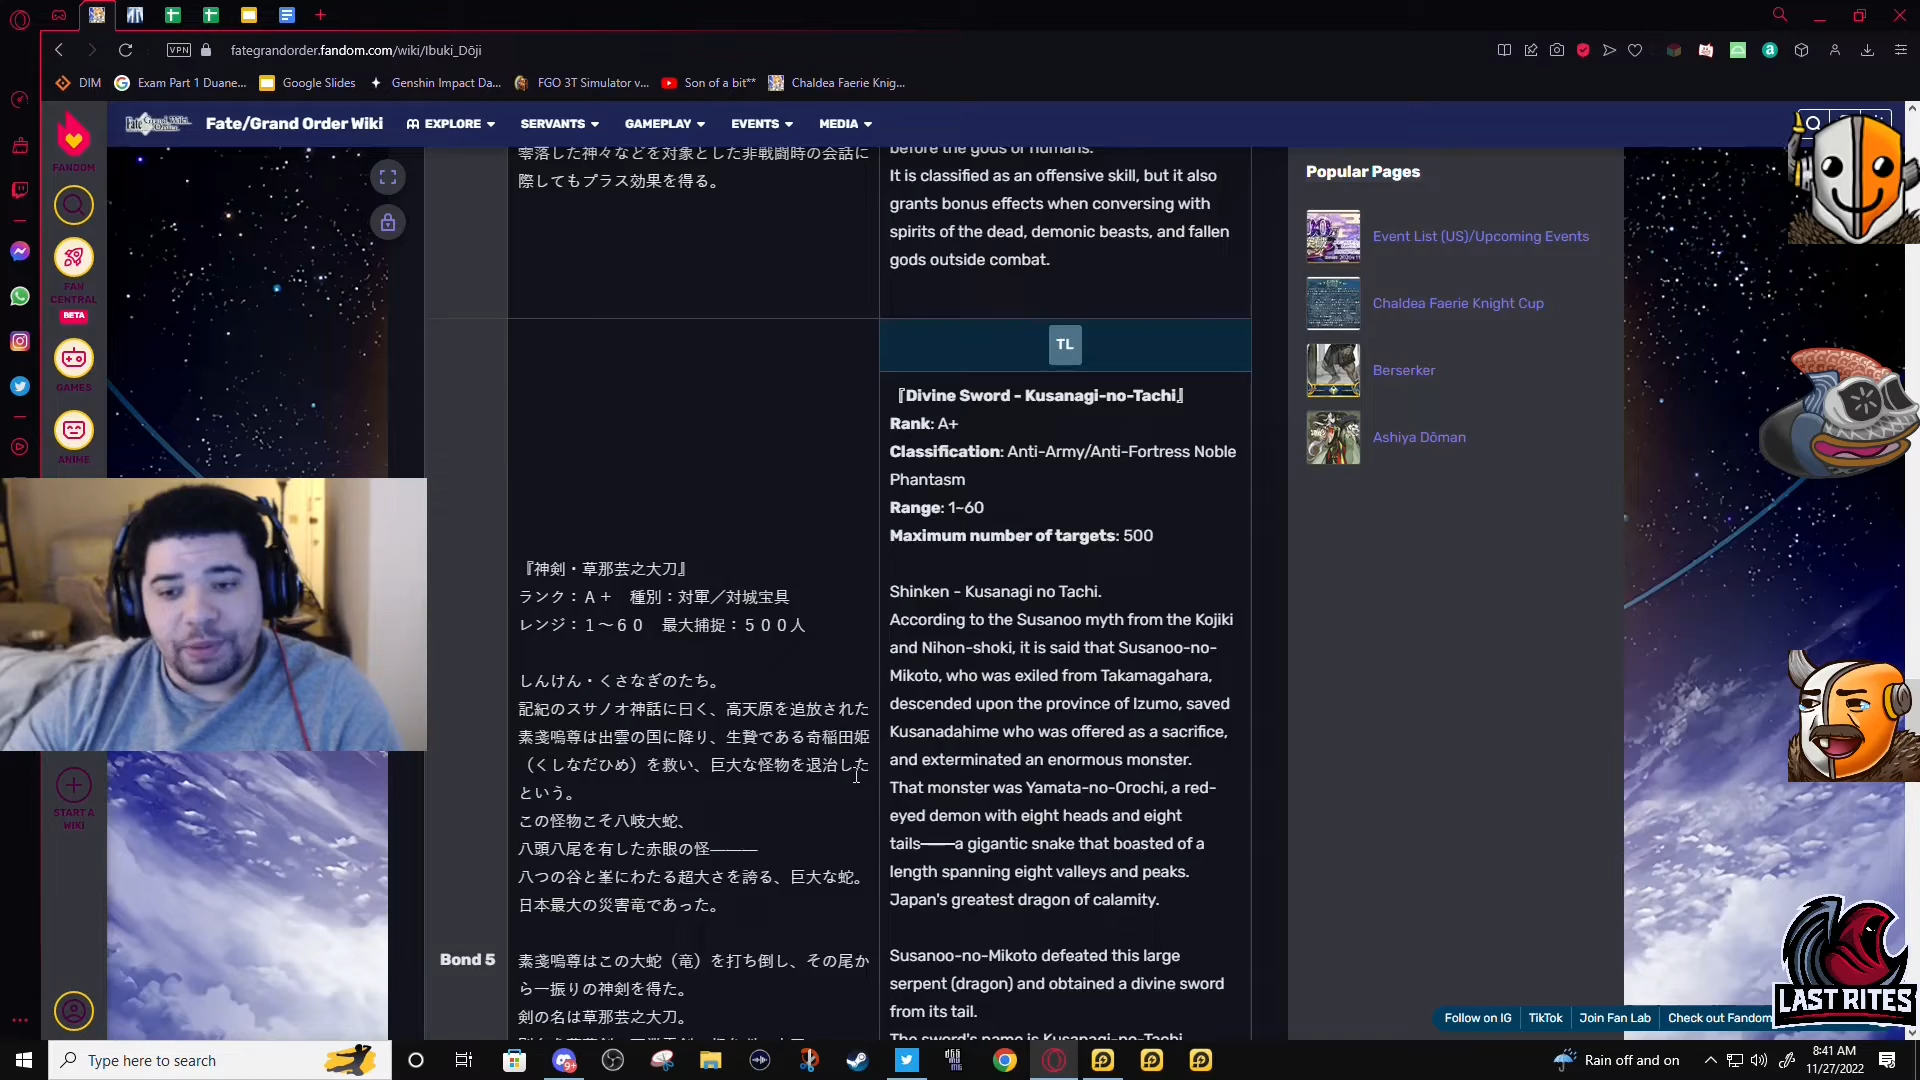 fategrandorder.fandom.com/wiki/Ibuki_Dōji
VPN
DIM
Exam Part 1 Duane...
Google Slides
Genshin Impact Da...
FGO 3T Simulator v...
Son of a bit**
Chaldea Faerie Knig...
Fate/Grand Order Wiki
EXPLORE
SERVANTS
GAMEPLAY
EVENTS
MEDIA
FANDOM
FAN
CENTRAL
BETA
GAMES
ANIME
START A
WIKI
零落した神々などを対象とした非戦闘時の会話に
際してもプラス効果を得る。
before the gods or humans.
It is classified as an offensive skill, but it also
grants bonus effects when conversing with
spirits of the dead, demonic beasts, and fallen
gods outside combat.
Bond 5
『神剣・草那芸之大刀』
ランク：Ａ＋　種別：対軍／対城宝具
レンジ：１～６０　最大捕捉：５００人
しんけん・くさなぎのたち。
記紀のスサノオ神話に曰く、高天原を追放された
素戔嗚尊は出雲の国に降り、生贄である奇稲田姫
（くしなだひめ）を救い、巨大な怪物を退治した
という。
この怪物こそ八岐大蛇、
八頭八尾を有した赤眼の怪———
八つの谷と峯にわたる超大さを誇る、巨大な蛇。
日本最大の災害竜であった。
素戔嗚尊はこの大蛇（竜）を打ち倒し、その尾か
ら一振りの神剣を得た。
剣の名は草那芸之大刀。
TL
『Divine Sword - Kusanagi-no-Tachi』
Rank: A+
Classification: Anti-Army/Anti-Fortress Noble
Phantasm
Range: 1~60
Maximum number of targets: 500
Shinken - Kusanagi no Tachi.
According to the Susanoo myth from the Kojiki
and Nihon-shoki, it is said that Susanoo-no-
Mikoto, who was exiled from Takamagahara,
descended upon the province of Izumo, saved
Kusanadahime who was offered as a sacrifice,
and exterminated an enormous monster.
That monster was Yamata-no-Orochi, a red-
eyed demon with eight heads and eight
tails——a gigantic snake that boasted of a
length spanning eight valleys and peaks.
Japan's greatest dragon of calamity.
Susanoo-no-Mikoto defeated this large
serpent (dragon) and obtained a divine sword
from its tail.
The sword's name is Kusanagi-no-Tachi
Popular Pages
Event List (US)/Upcoming Events
Chaldea Faerie Knight Cup
Berserker
Ashiya Dōman
LAST RITES
Follow on IG
TikTok
Join Fan Lab
Check out Fandom
Type here to search
Rain off and on
8:41 AM
11/27/2022